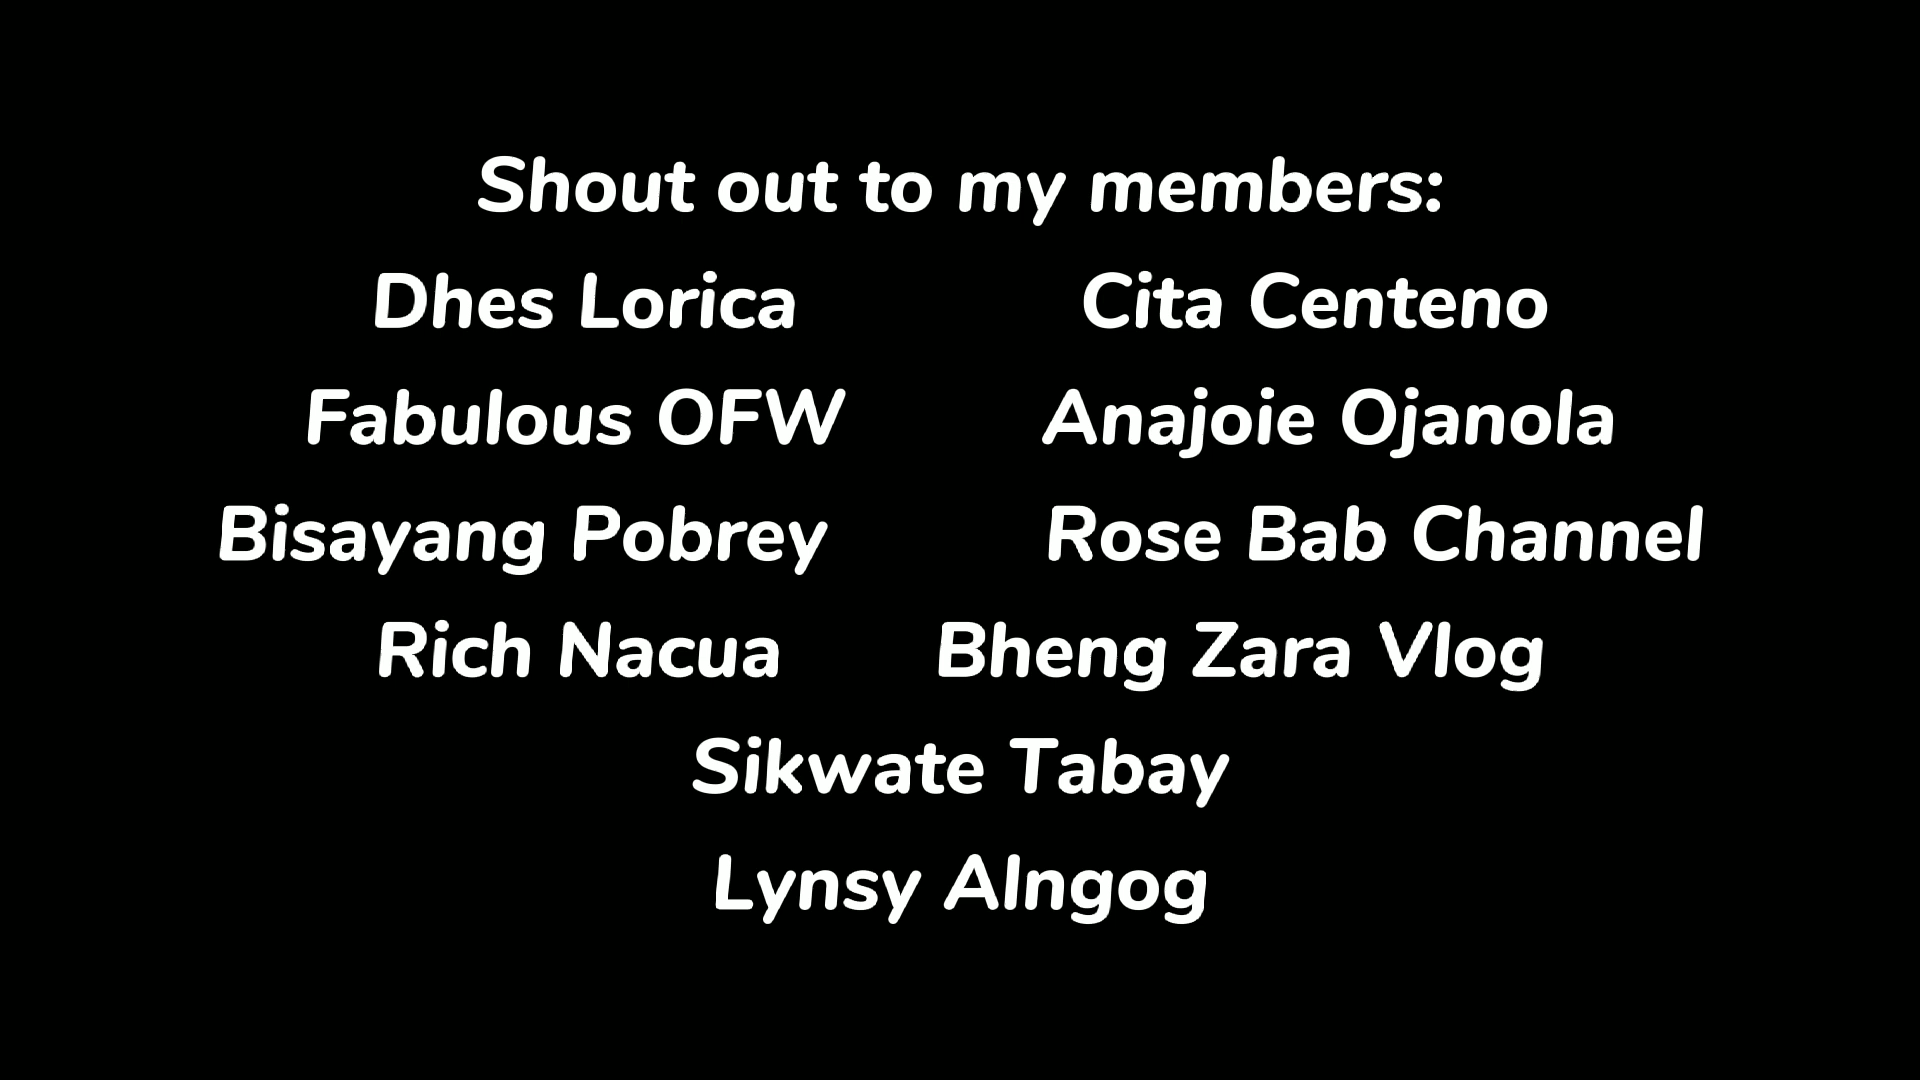 Shout out to my members:
Dhes Lorica Cita Centeno
Fabulous OFW Anajoie Ojanola
Bisayang Pobrey Rose Bab Channel
Rich Nacua Bheng Zara Vlog
Sikwate Tabay
Lynsy Alngog